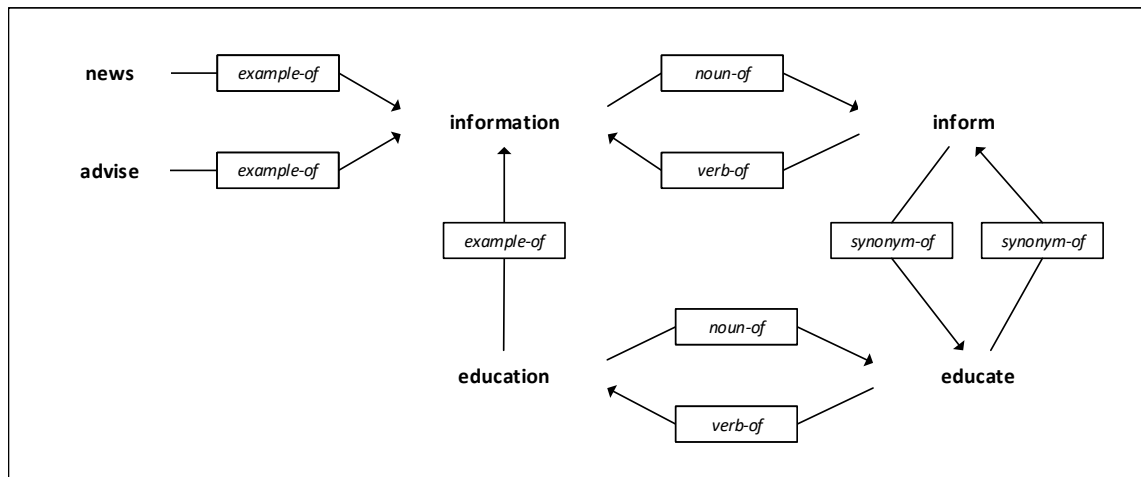 news
example-of
noun-of
information
inform
advise
example-of
verb-of
example-of
synonym-of
synonym-of
noun-of
education
educate
verb-of